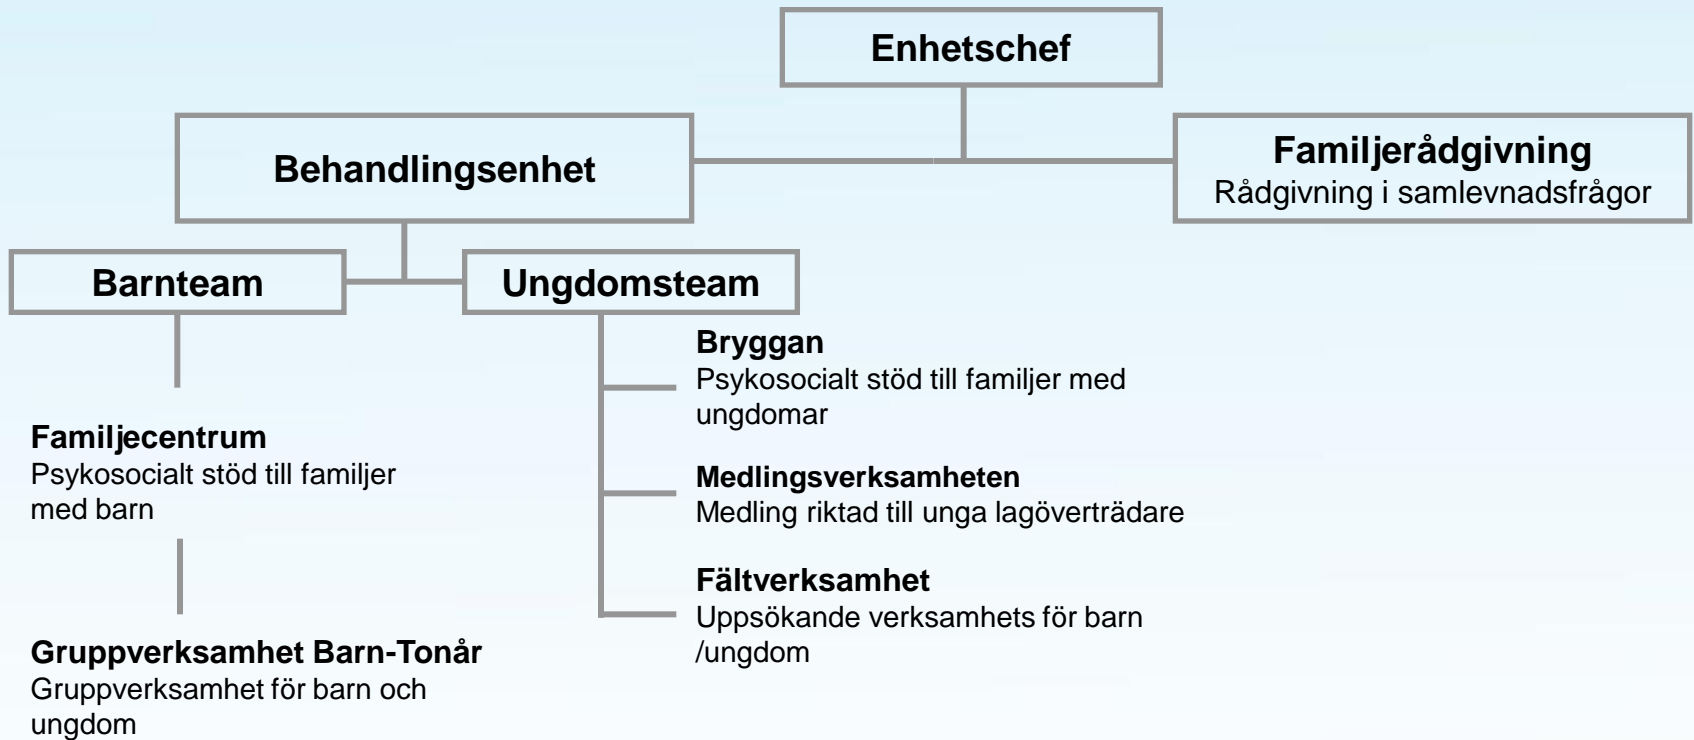 Enhetschef
Behandlingsenhet
Familjerådgivning
Rådgivning i samlevnadsfrågor
Barnteam
Ungdomsteam
Familjecentrum
Psykosocialt stöd till familjer
med barn
Gruppverksamhet Barn-Tonår
Gruppverksamhet för barn och
ungdom
Bryggan
Psykosocialt stöd till familjer med
ungdomar
Medlingsverksamheten
Medling riktad till unga lagöverträdare
Fältverksamhet
Uppsökande verksamhets för barn
/ungdom